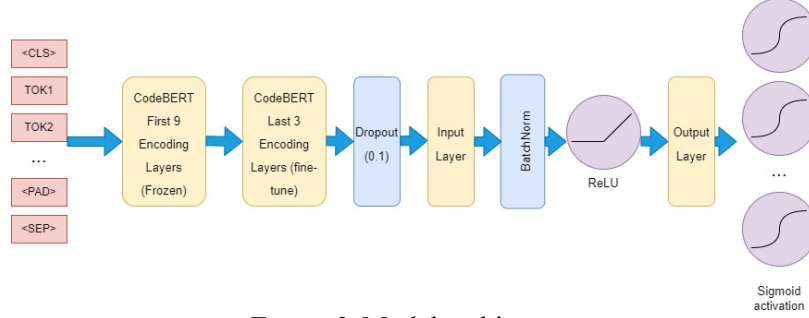 <CLS>
TOK1
TOK2
...
<PAD>
<SEP>
CodeBERT
First 9
Encoding
Layers
(Frozen)
CodeBERT
Last 3
Encoding
Layers (fine-
tune)
Dropout
(0.1)
Input
Layer
BatchNorm
ReLU
Output
Layer
...
Sigmoid
activation